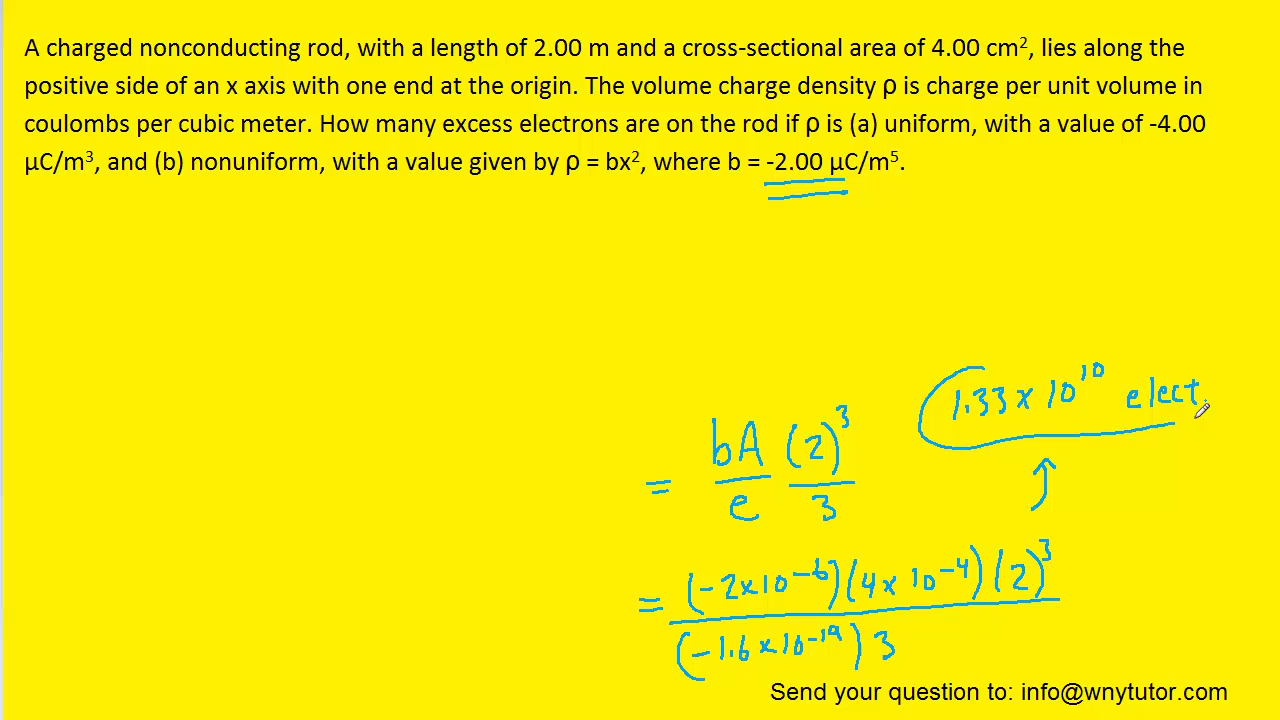 A charged nonconducting rod, with a length of 2.00 m and a cross-sectional area of 4.00 cm², lies along the
positive side of an x axis with one end at the origin. The volume charge density ρ is charge per unit volume in
coulombs per cubic meter. How many excess electrons are on the rod if ρ is (a) uniform, with a value of -4.00
µC/m³, and (b) nonuniform, with a value given by ρ = bx², where b = -2.00 µC/m⁵.
1.33 x 10¹⁰ elect
= bA/e (2)³/3
= (-2x10⁻⁶)(4x10⁻⁴)(2)³
(-1.6x10⁻¹⁹)3
Send your question to: info@wnytutor.com